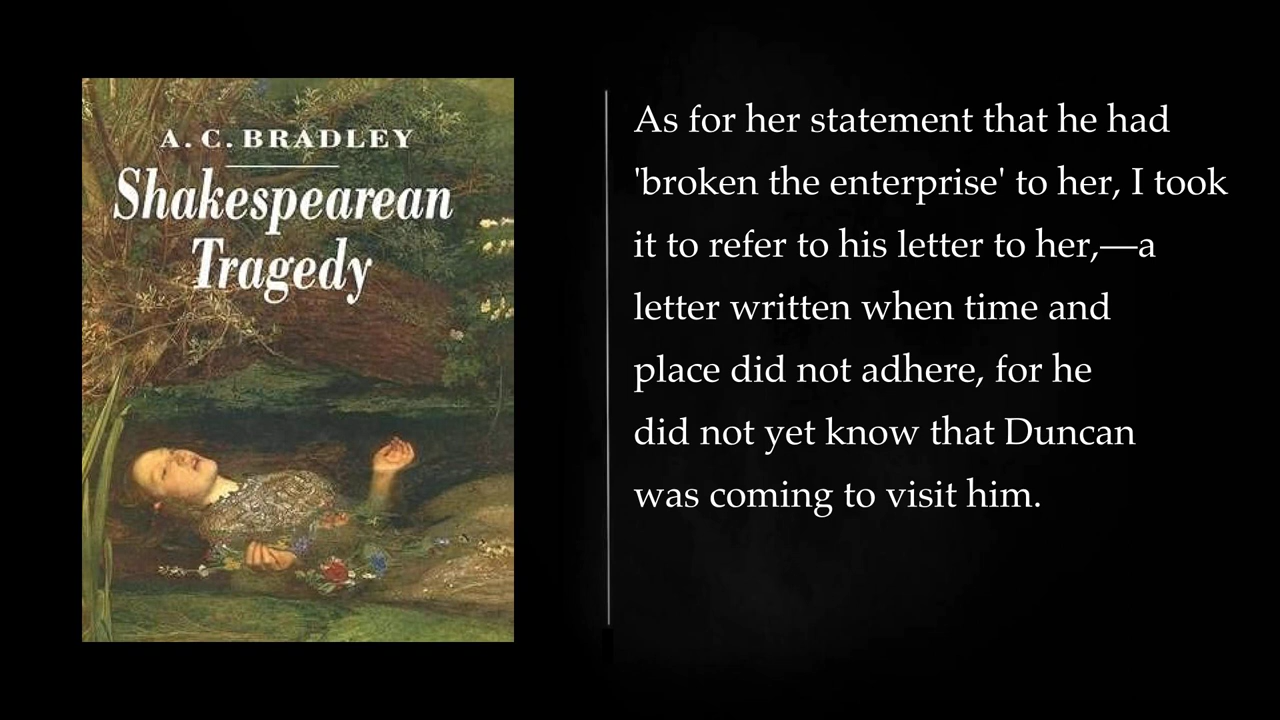 A. C. BRADLEY
Shakespearean
Tragedy
As for her statement that he had
'broken the enterprise' to her, I took
it to refer to his letter to her,—a
letter written when time and
place did not adhere, for he
did not yet know that Duncan
was coming to visit him.